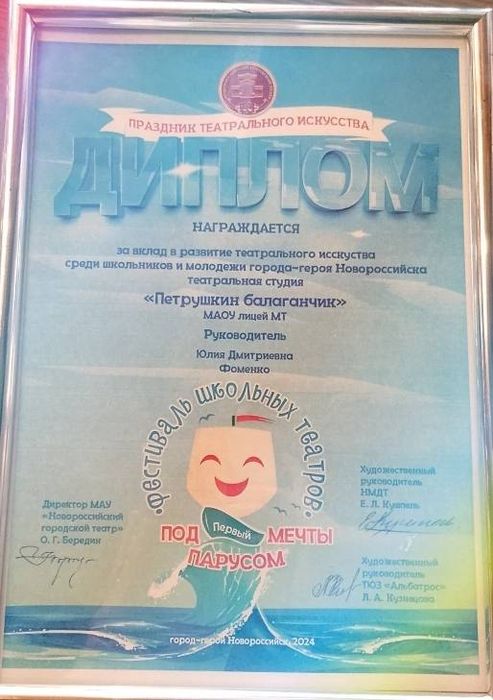 ПРАЗДНИК ТЕАТРАЛЬНОГО ИСКУССТВА
ДИПЛОМ
НАГРАЖДАЕТСЯ
за вклад в развитие театрального исскуства
среди школьников и молодежи города-героя Новороссийска
театральная студия
«Петрушкин балаганчик»
МАОУ лицей МТ
Руководитель
Юлия Дмитриевна
Фоменко
·ФЕСТИВАЛЬ ШКОЛЬНЫХ ТЕАТРОВ·
Первый
ПОД МЕЧТЫ
ПАРУСОМ
Директор МАУ
«Новороссийский
городской театр»
О. Г. Бередин
Художественный
руководитель
НМДТ
Е. Л.
Художественный
руководитель
ТЮЗ «Альбатрос»
Л. А. Кузнецова
город-герой Новороссийск, 2024